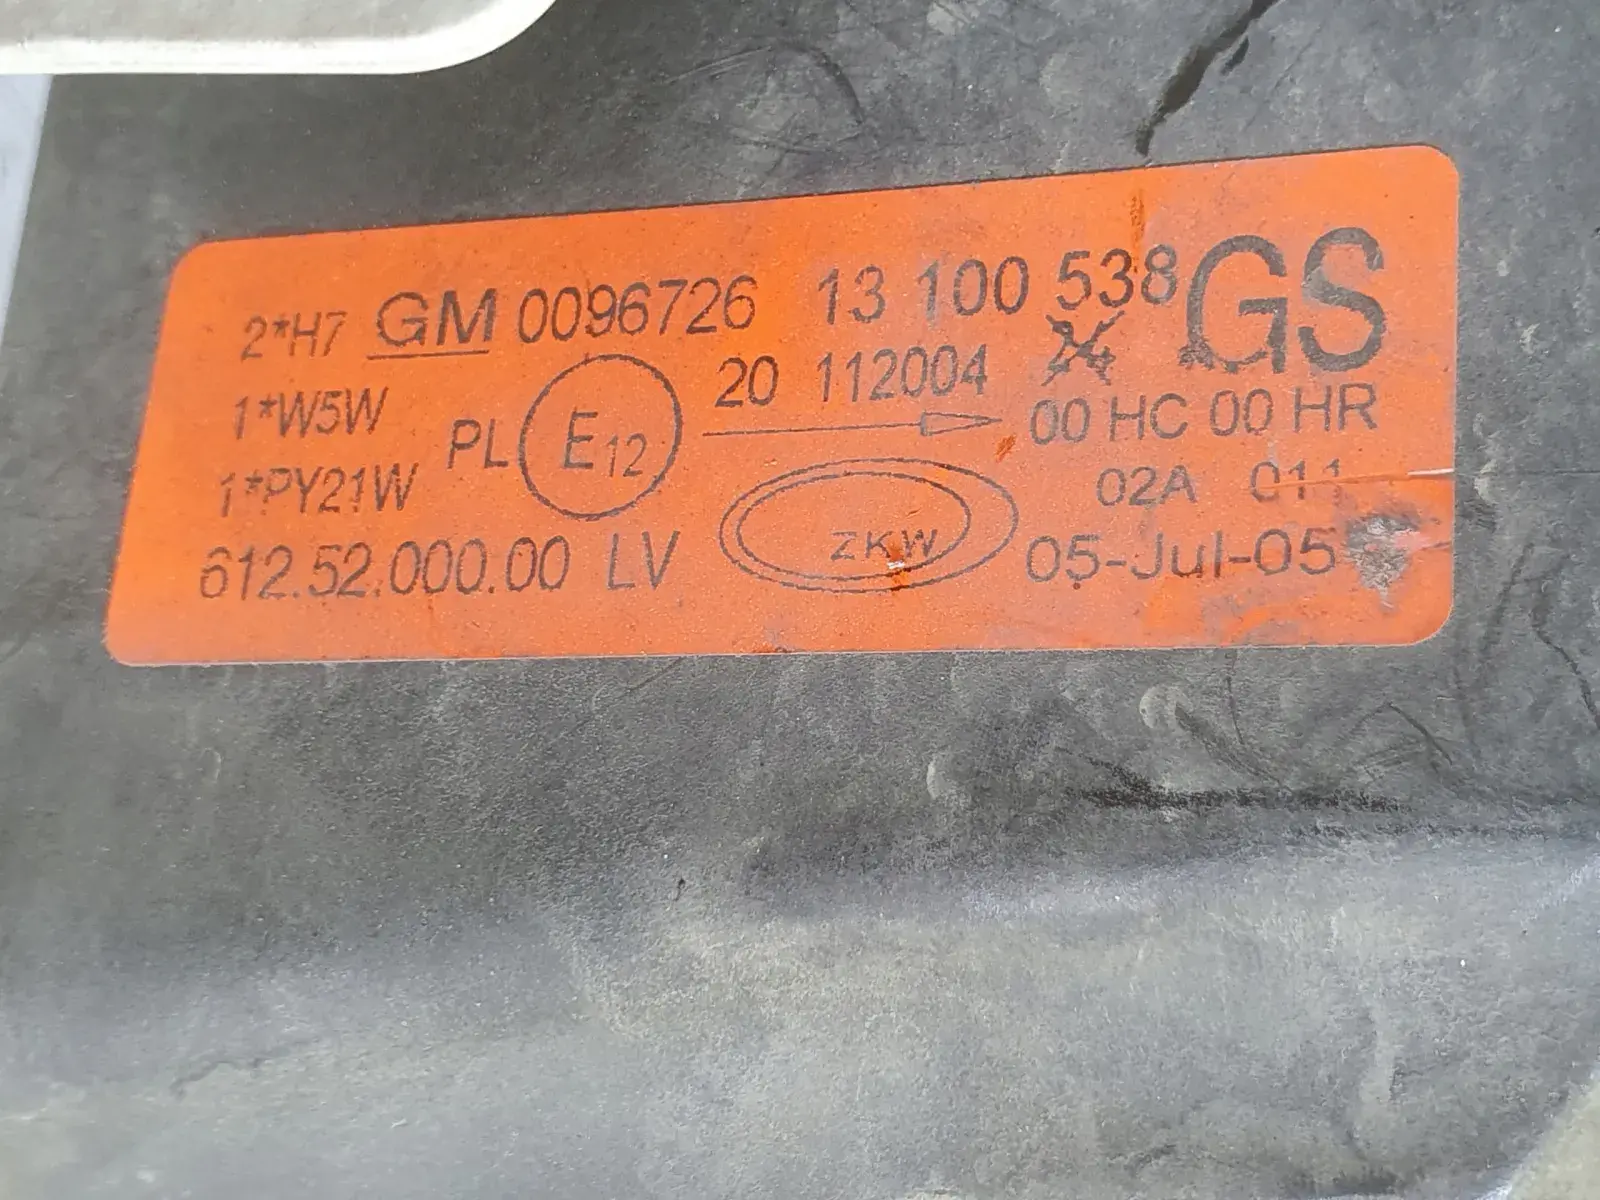 2*H7 GM 0096726 13 100 538 GS
1*W5W PL E12 20 112004 24
00 HC 00 HR
1*PY21W 02A 011
612.52.000.00 LV ZKW 05-Jul-05